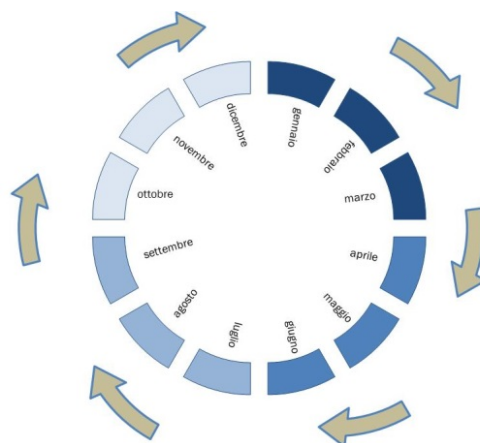 gennaio
febbraio
marzo
aprile
maggio
giugno
luglio
agosto
settembre
ottobre
novembre
dicembre